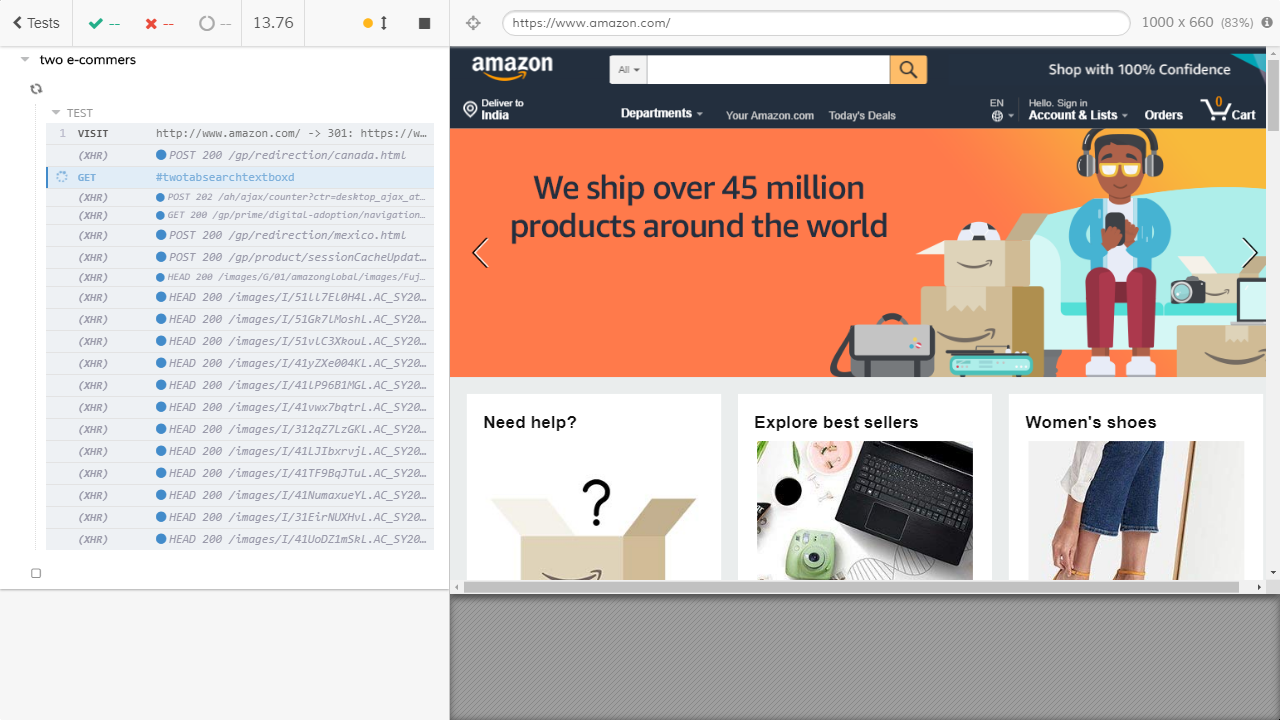 Tests
--
--
--
13.76
https://www.amazon.com/
1000 x 660 (83%)
two e-commers
TEST
1 VISIT http://www.amazon.com/ -> 301: https://w…
(XHR) POST 200 /gp/redirection/canada.html
GET #twotabsearchtextboxd
(XHR) POST 202 /ah/ajax/counter?ctr=desktop_ajax_at…
(XHR) GET 200 /gp/prime/digital-adoption/navigation…
(XHR) POST 200 /gp/redirection/mexico.html
(XHR) POST 200 /gp/product/sessionCacheUpdat…
(XHR) HEAD 200 /images/G/01/amazonglobal/images/Fuj…
(XHR) HEAD 200 /images/I/51ll7El0H4L.AC_SY20…
(XHR) HEAD 200 /images/I/51Gk7lMoshL.AC_SY20…
(XHR) HEAD 200 /images/I/51vlC3XkouL.AC_SY20…
(XHR) HEAD 200
(XHR) HEAD 200
(XHR) HEAD 200 /images/I/41vwx7bqtrL.AC_SY20…
(XHR) HEAD 200 /images/I/312qZ7LzGKL.AC_SY20…
(XHR) HEAD 200 /images/I/41LJIbxrvjL.AC_SY20…
(XHR) HEAD 200 /images/I/41TF9BqJTuL.AC_SY20…
(XHR) HEAD 200 /images/I/41NumaxueYL.AC_SY20…
(XHR) HEAD 200 /images/I/31EirNUXHvL.AC_SY20…
(XHR) HEAD 200 /images/I/41UoDZ1mSkL.AC_SY20…
amazon
All
Shop with 100% Confidence
Deliver to
India
Departments
Your Amazon.com
Today's Deals
EN
Hello. Sign in
Account & Lists
Orders
0
Cart
We ship over 45 million
products around the world
Need help?
Explore best sellers
Women's shoes
?